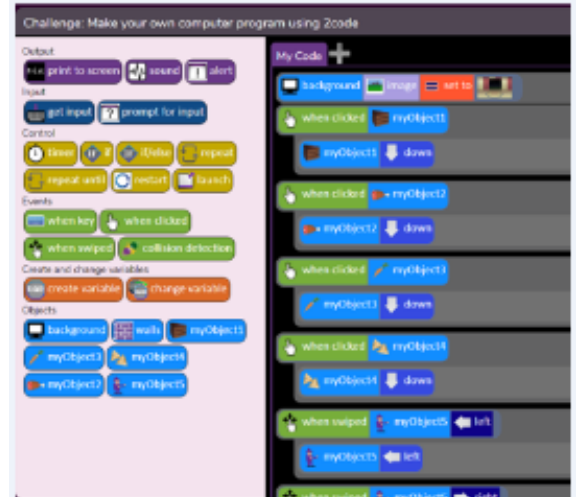 Challenge: Make your own computer program using 2code
Output
print to screen sound alert
Input
get input ? prompt for input
Control
timer if if/else repeat
repeat until restart launch
Events
when key when clicked
when swiped collision detection
Create and change variables
create variable change variable
Objects
background walls myObject1
myObject3 myObject4
myObject2 myObject5
My Code
background image = set to
when clicked myObject1
myObject1 down
when clicked myObject2
myObject2 down
when clicked myObject3
myObject3 down
when clicked myObject4
myObject4 down
when swiped myObject5 left
myObject5 left
when swiped myObject5 right